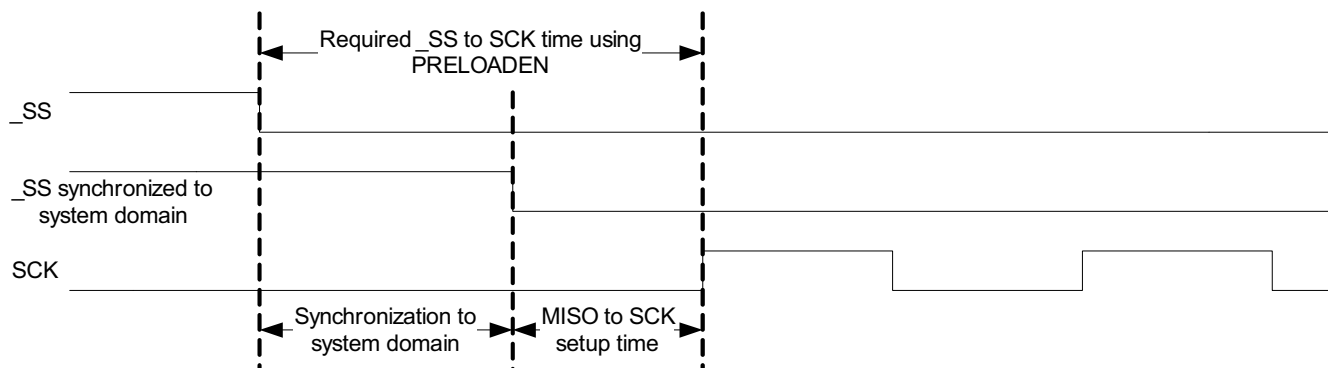 Required _SS to SCK time using
PRELOADEN
_SS
_SS synchronized to
system domain
SCK
Synchronization to
system domain
MISO to SCK
setup time